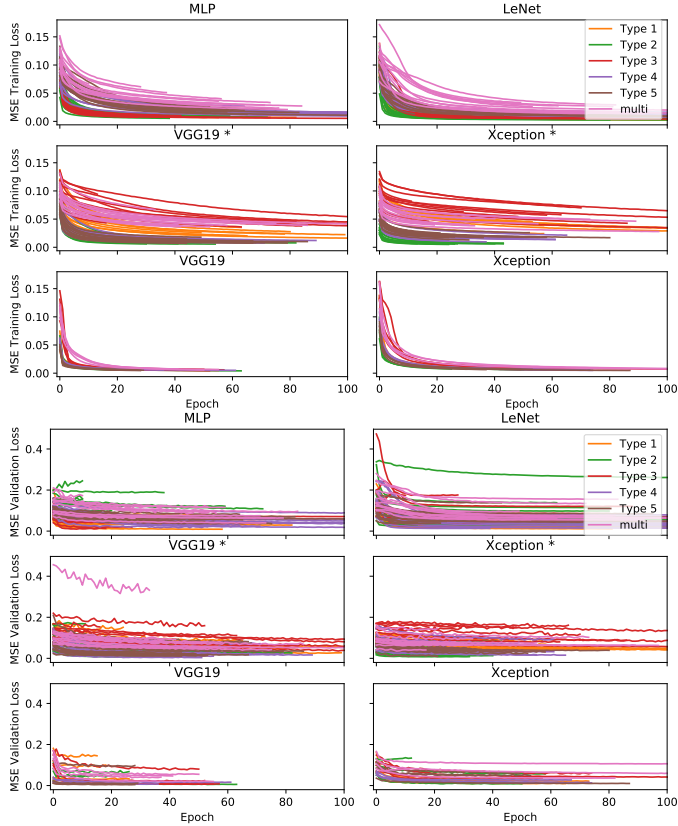 MLP
LeNet
MSE Training Loss
0.15
0.10
0.05
0.00
Type 1
Type 2
Type 3
Type 4
Type 5
multi
VGG19 *
Xception *
MSE Training Loss
0.15
0.10
0.05
0.00
VGG19
Xception
MSE Training Loss
0.15
0.10
0.05
0.00
0 20 40 60 80 100
0 20 40 60 80 100
Epoch
Epoch
MLP
LeNet
MSE Validation Loss
0.4
0.2
0.0
Type 1
Type 2
Type 3
Type 4
Type 5
multi
VGG19 *
Xception *
MSE Validation Loss
0.4
0.2
0.0
VGG19
Xception
MSE Validation Loss
0.4
0.2
0.0
0 20 40 60 80 100
0 20 40 60 80 100
Epoch
Epoch